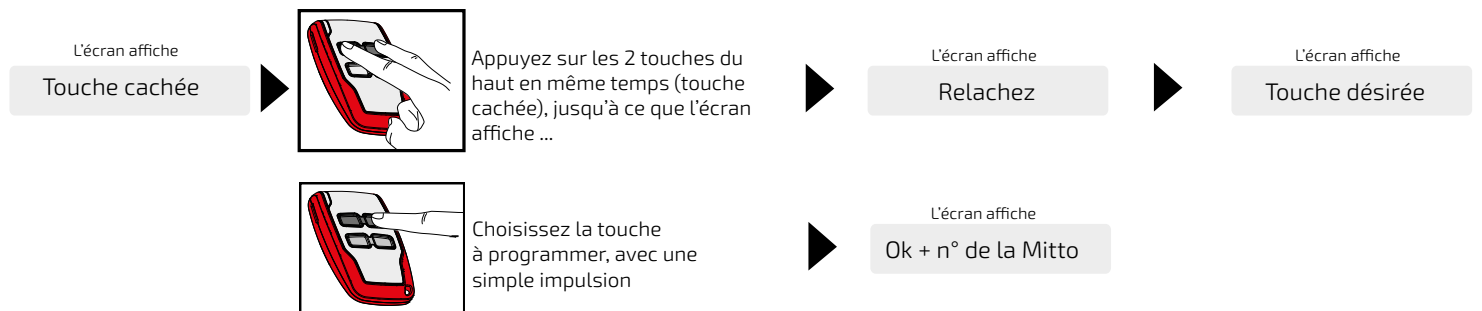 L'écran affiche
Touche cachée
Appuyez sur les 2 touches du
haut en même temps (touche
cachée), jusqu'à ce que l'écran
affiche ...
L'écran affiche
Relachez
L'écran affiche
Touche désirée
Choisissez la touche
à programmer, avec une
simple impulsion
L'écran affiche
Ok + n° de la Mitto